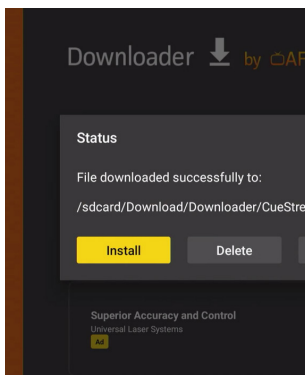 Downloader by AF
Status
File downloaded successfully to:
/sdcard/Download/Downloader/CueStre
Install Delete
Superior Accuracy and Control
Universal Laser Systems
Ad